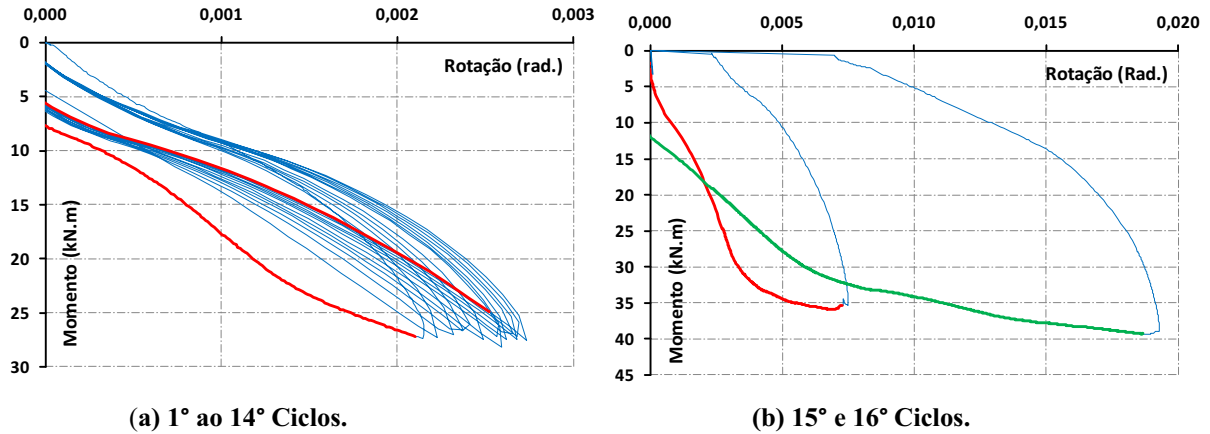 0,000 0,001 0,002 0,003
0
5
10
15
20
25
30
Rotação (rad.)
Momento (kN.m)
(a) 1° ao 14° Ciclos.
0,000 0,005 0,010 0,015 0,020
0
5
10
15
20
25
30
35
40
45
Rotação (Rad.)
Momento (kN.m)
(b) 15° e 16° Ciclos.